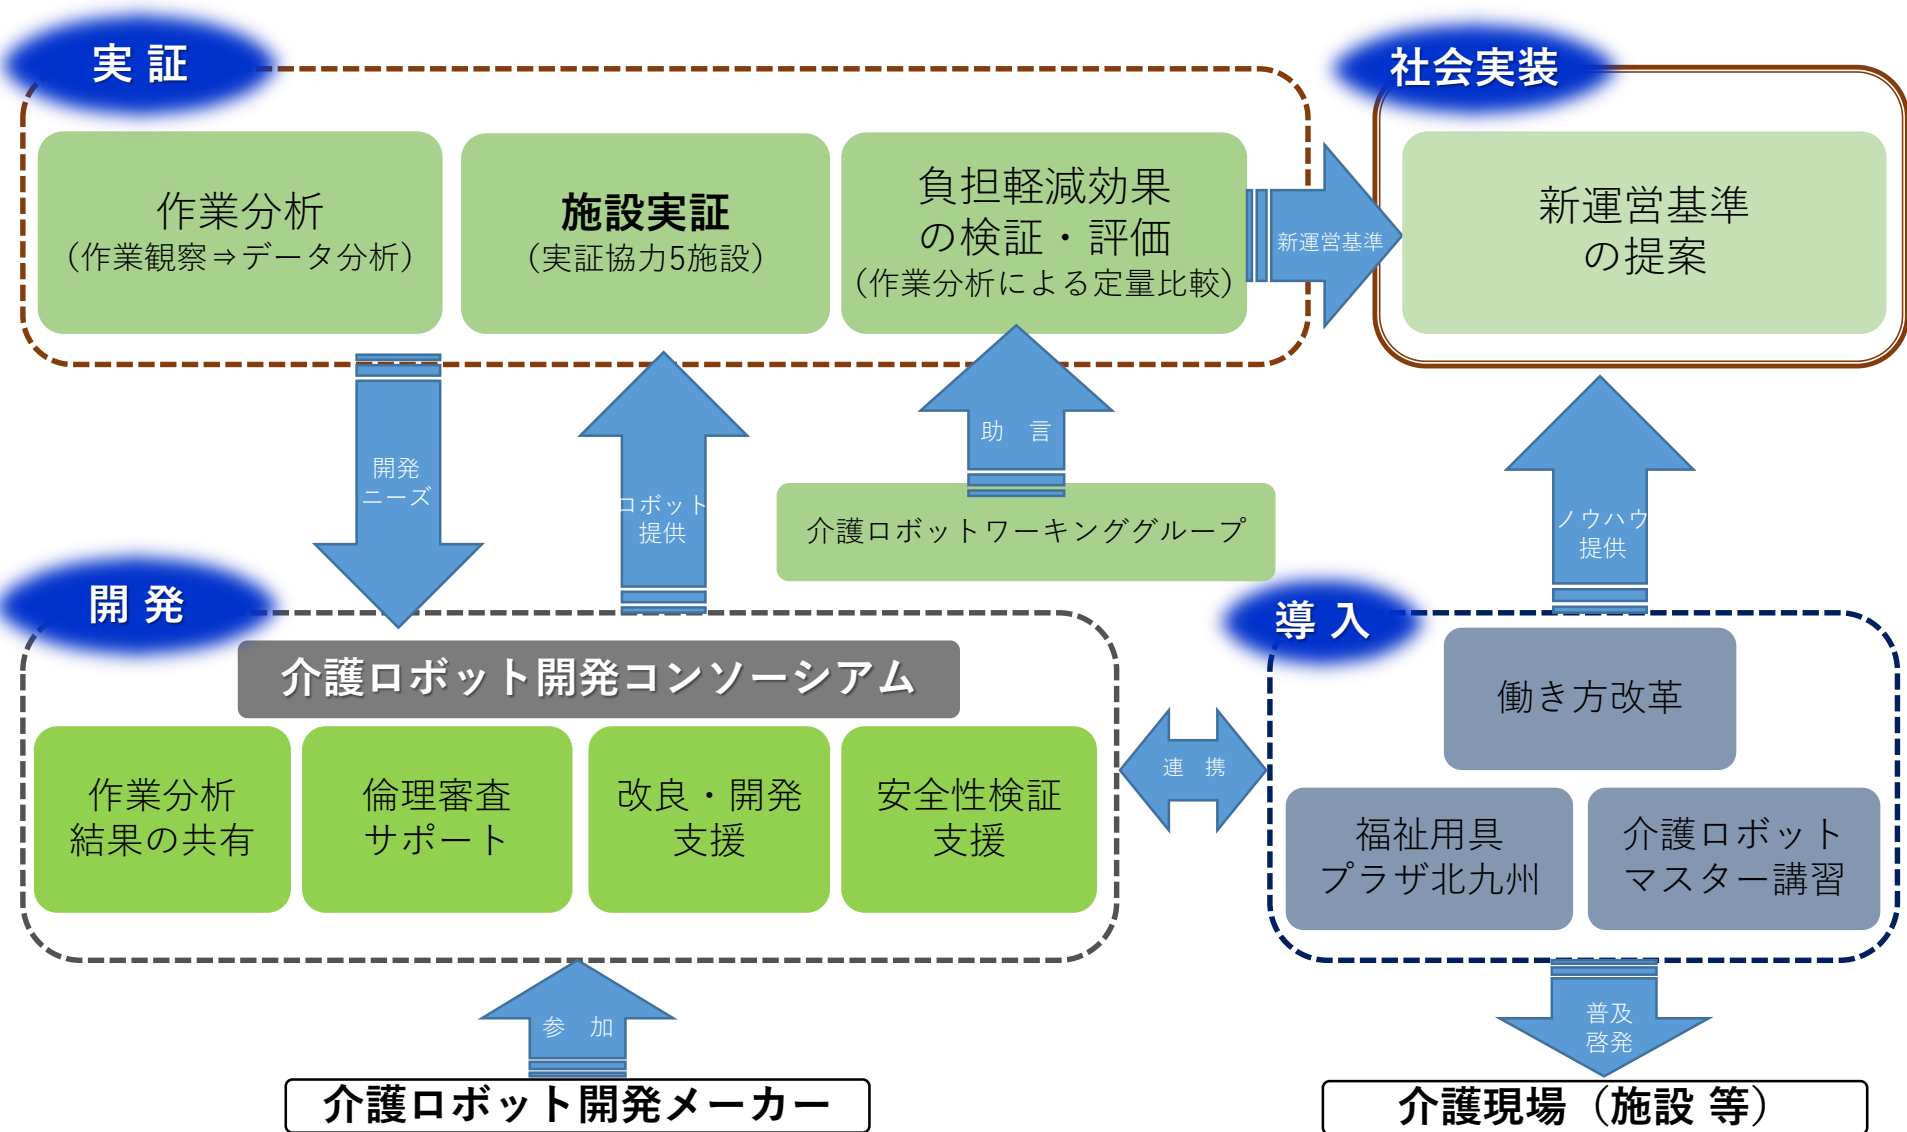 実 証
作業分析
（作業観察⇒データ分析）
施設実証
（実証協力5施設）
負担軽減効果
の検証・評価
（作業分析による定量比較）
新運営基準
社会実装
新運営基準
の提案
開発
ニーズ
ロボット
提供
助　言
介護ロボットワーキンググループ
ノウハウ
提供
開 発
介護ロボット開発コンソーシアム
作業分析
結果の共有
倫理審査
サポート
改良・開発
支援
安全性検証
支援
連　携
導 入
働き方改革
福祉用具
プラザ北九州
介護ロボット
マスター講習
参　加
介護ロボット開発メーカー
普及
啓発
介護現場（施設 等）